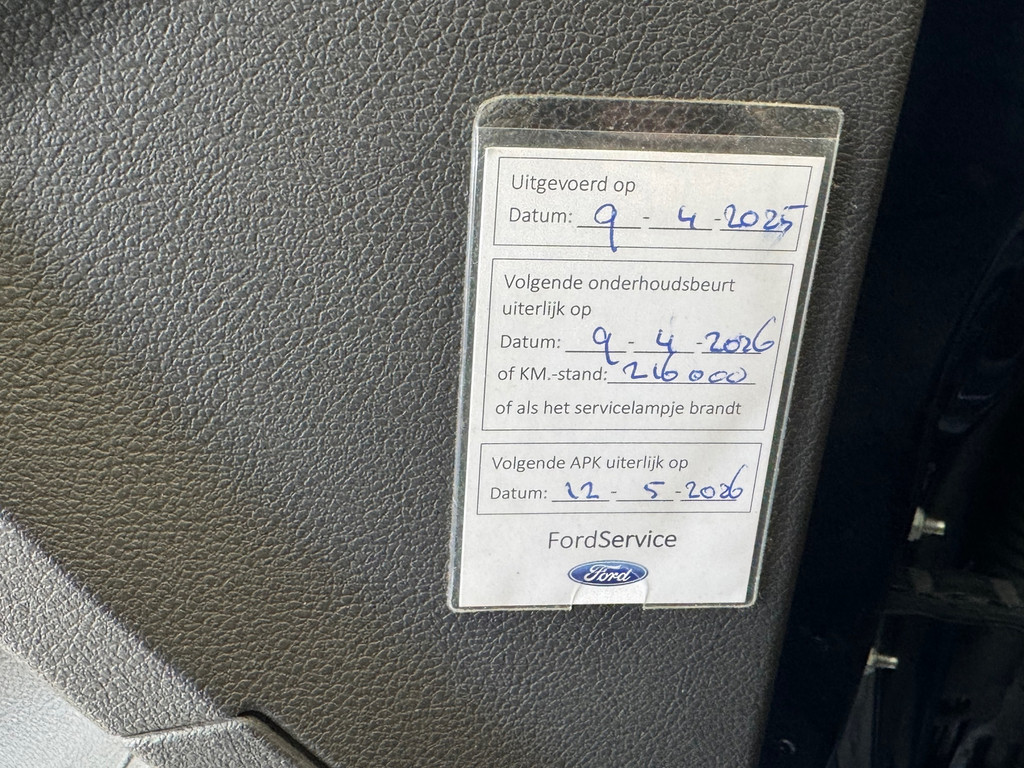 Uitgevoerd op
Datum: 9 - 4 - 2025
Volgende onderhoudsbeurt
uiterlijk op
Datum: 9 - 4 - 2026
of KM.-stand: 216000
of als het servicelampje brandt
Volgende APK uiterlijk op
Datum: 12 - 5 - 2026
FordService
Ford